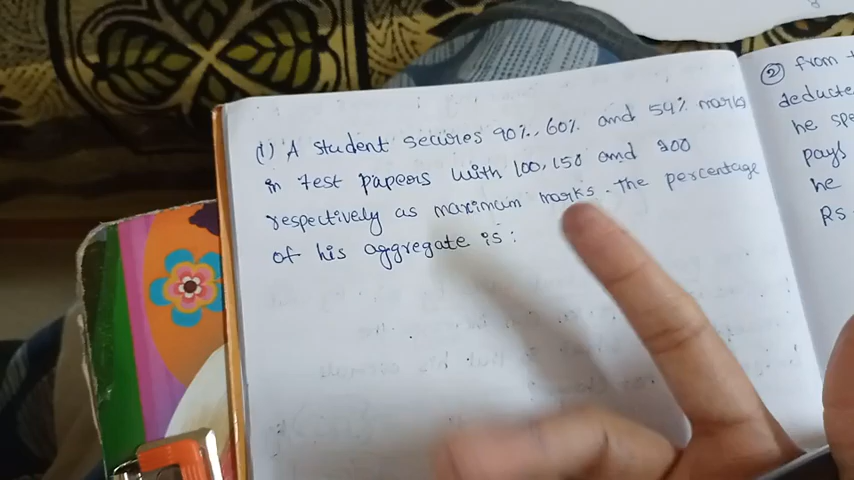 (1) A student secures 90%, 60% and 54% marks
in test papers with 100, 150 and 200
respectively as maximum marks. The percentage
of his aggregate is:
② from
deducte
he spe
pays
he
Rs